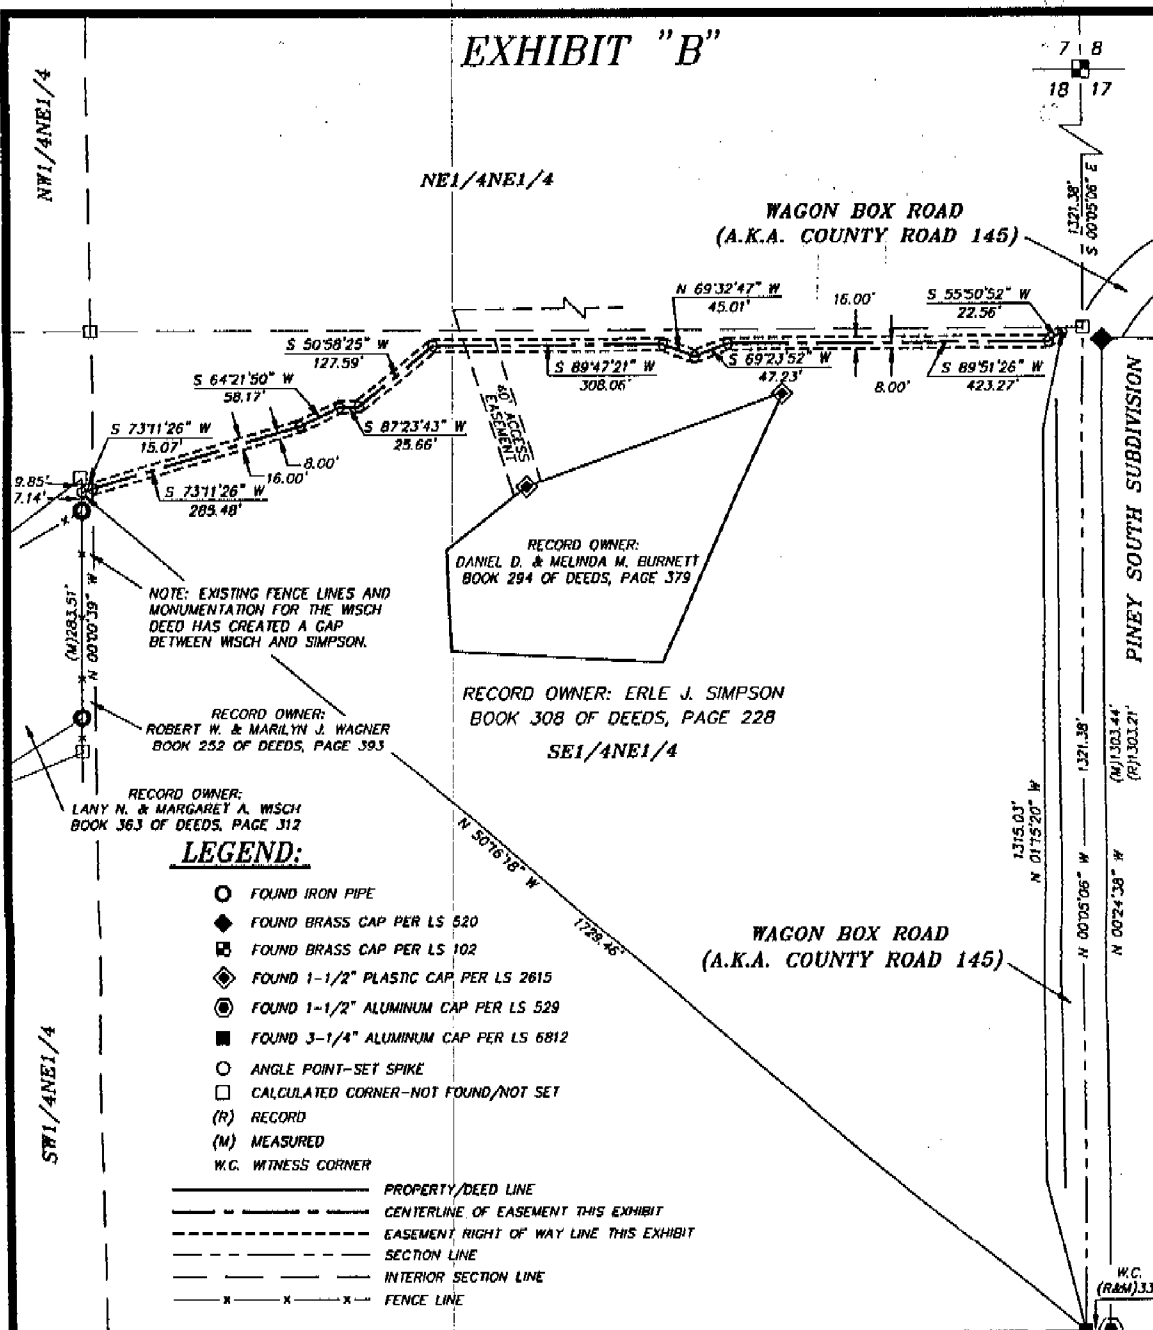 EXHIBIT "B"
7 8
18 17
NW1/4NE1/4
NE1/4NE1/4
1321.38'
S 00°05'06" E
WAGON BOX ROAD
(A.K.A. COUNTY ROAD 145)
N 69°32'47" W
45.01'
16.00'
S 55°50'52" W
22.56'
S 50°58'25" W
127.59'
S 89°47'21" W
308.06'
S 69°23'52" W
47.23'
8.00'
S 89°51'26" W
423.27'
S 64°21'50" W
58.17'
S 87°23'43" W
25.66'
60' ACCESS
EASEMENT
S 73°11'26" W
15.07'
8.00'
16.00'
9.85'
7.14'
S 73°11'26" W
285.48'
PINEY SOUTH SUBDIVISION
RECORD OWNER:
DANIEL D. & MELINDA M. BURNETT
BOOK 294 OF DEEDS, PAGE 379
NOTE: EXISTING FENCE LINES AND
MONUMENTATION FOR THE WISCH
DEED HAS CREATED A GAP
BETWEEN WISCH AND SIMPSON.
(M)283.51'
N 00°00'39" W
RECORD OWNER: ERLE J. SIMPSON
BOOK 308 OF DEEDS, PAGE 228
SE1/4NE1/4
RECORD OWNER:
ROBERT W. & MARILYN J. WAGNER
BOOK 252 OF DEEDS, PAGE 393
RECORD OWNER:
LANY N. & MARGARET A. WISCH
BOOK 363 OF DEEDS, PAGE 312
1321.38'
(M)1303.44'
(R)1303.21'
1315.03'
N 01°15'20" W
N 00°05'06" W
N 00°24'38" W
N 50°16'18" W
1729.46'
WAGON BOX ROAD
(A.K.A. COUNTY ROAD 145)
SW1/4NE1/4
LEGEND:
FOUND IRON PIPE
FOUND BRASS CAP PER LS 520
FOUND BRASS CAP PER LS 102
FOUND 1-1/2" PLASTIC CAP PER LS 2615
FOUND 1-1/2" ALUMINUM CAP PER LS 529
FOUND 3-1/4" ALUMINUM CAP PER LS 6812
ANGLE POINT-SET SPIKE
CALCULATED CORNER-NOT FOUND/NOT SET
(R) RECORD
(M) MEASURED
W.C. WITNESS CORNER
PROPERTY/DEED LINE
CENTERLINE OF EASEMENT THIS EXHIBIT
EASEMENT RIGHT OF WAY LINE THIS EXHIBIT
SECTION LINE
INTERIOR SECTION LINE
FENCE LINE
W.C.
(R&M)33